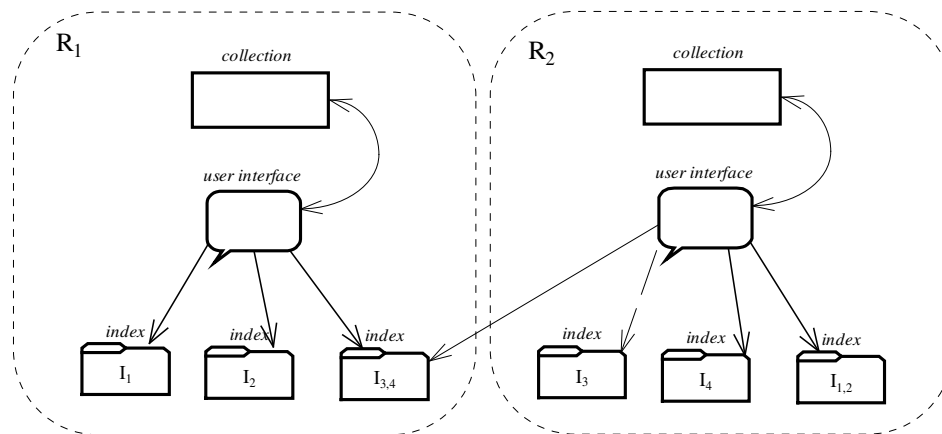 R1
collection
user interface
index
I1
index
I2
index
I3,4
R2
collection
user interface
index
I3
index
I4
index
I1,2